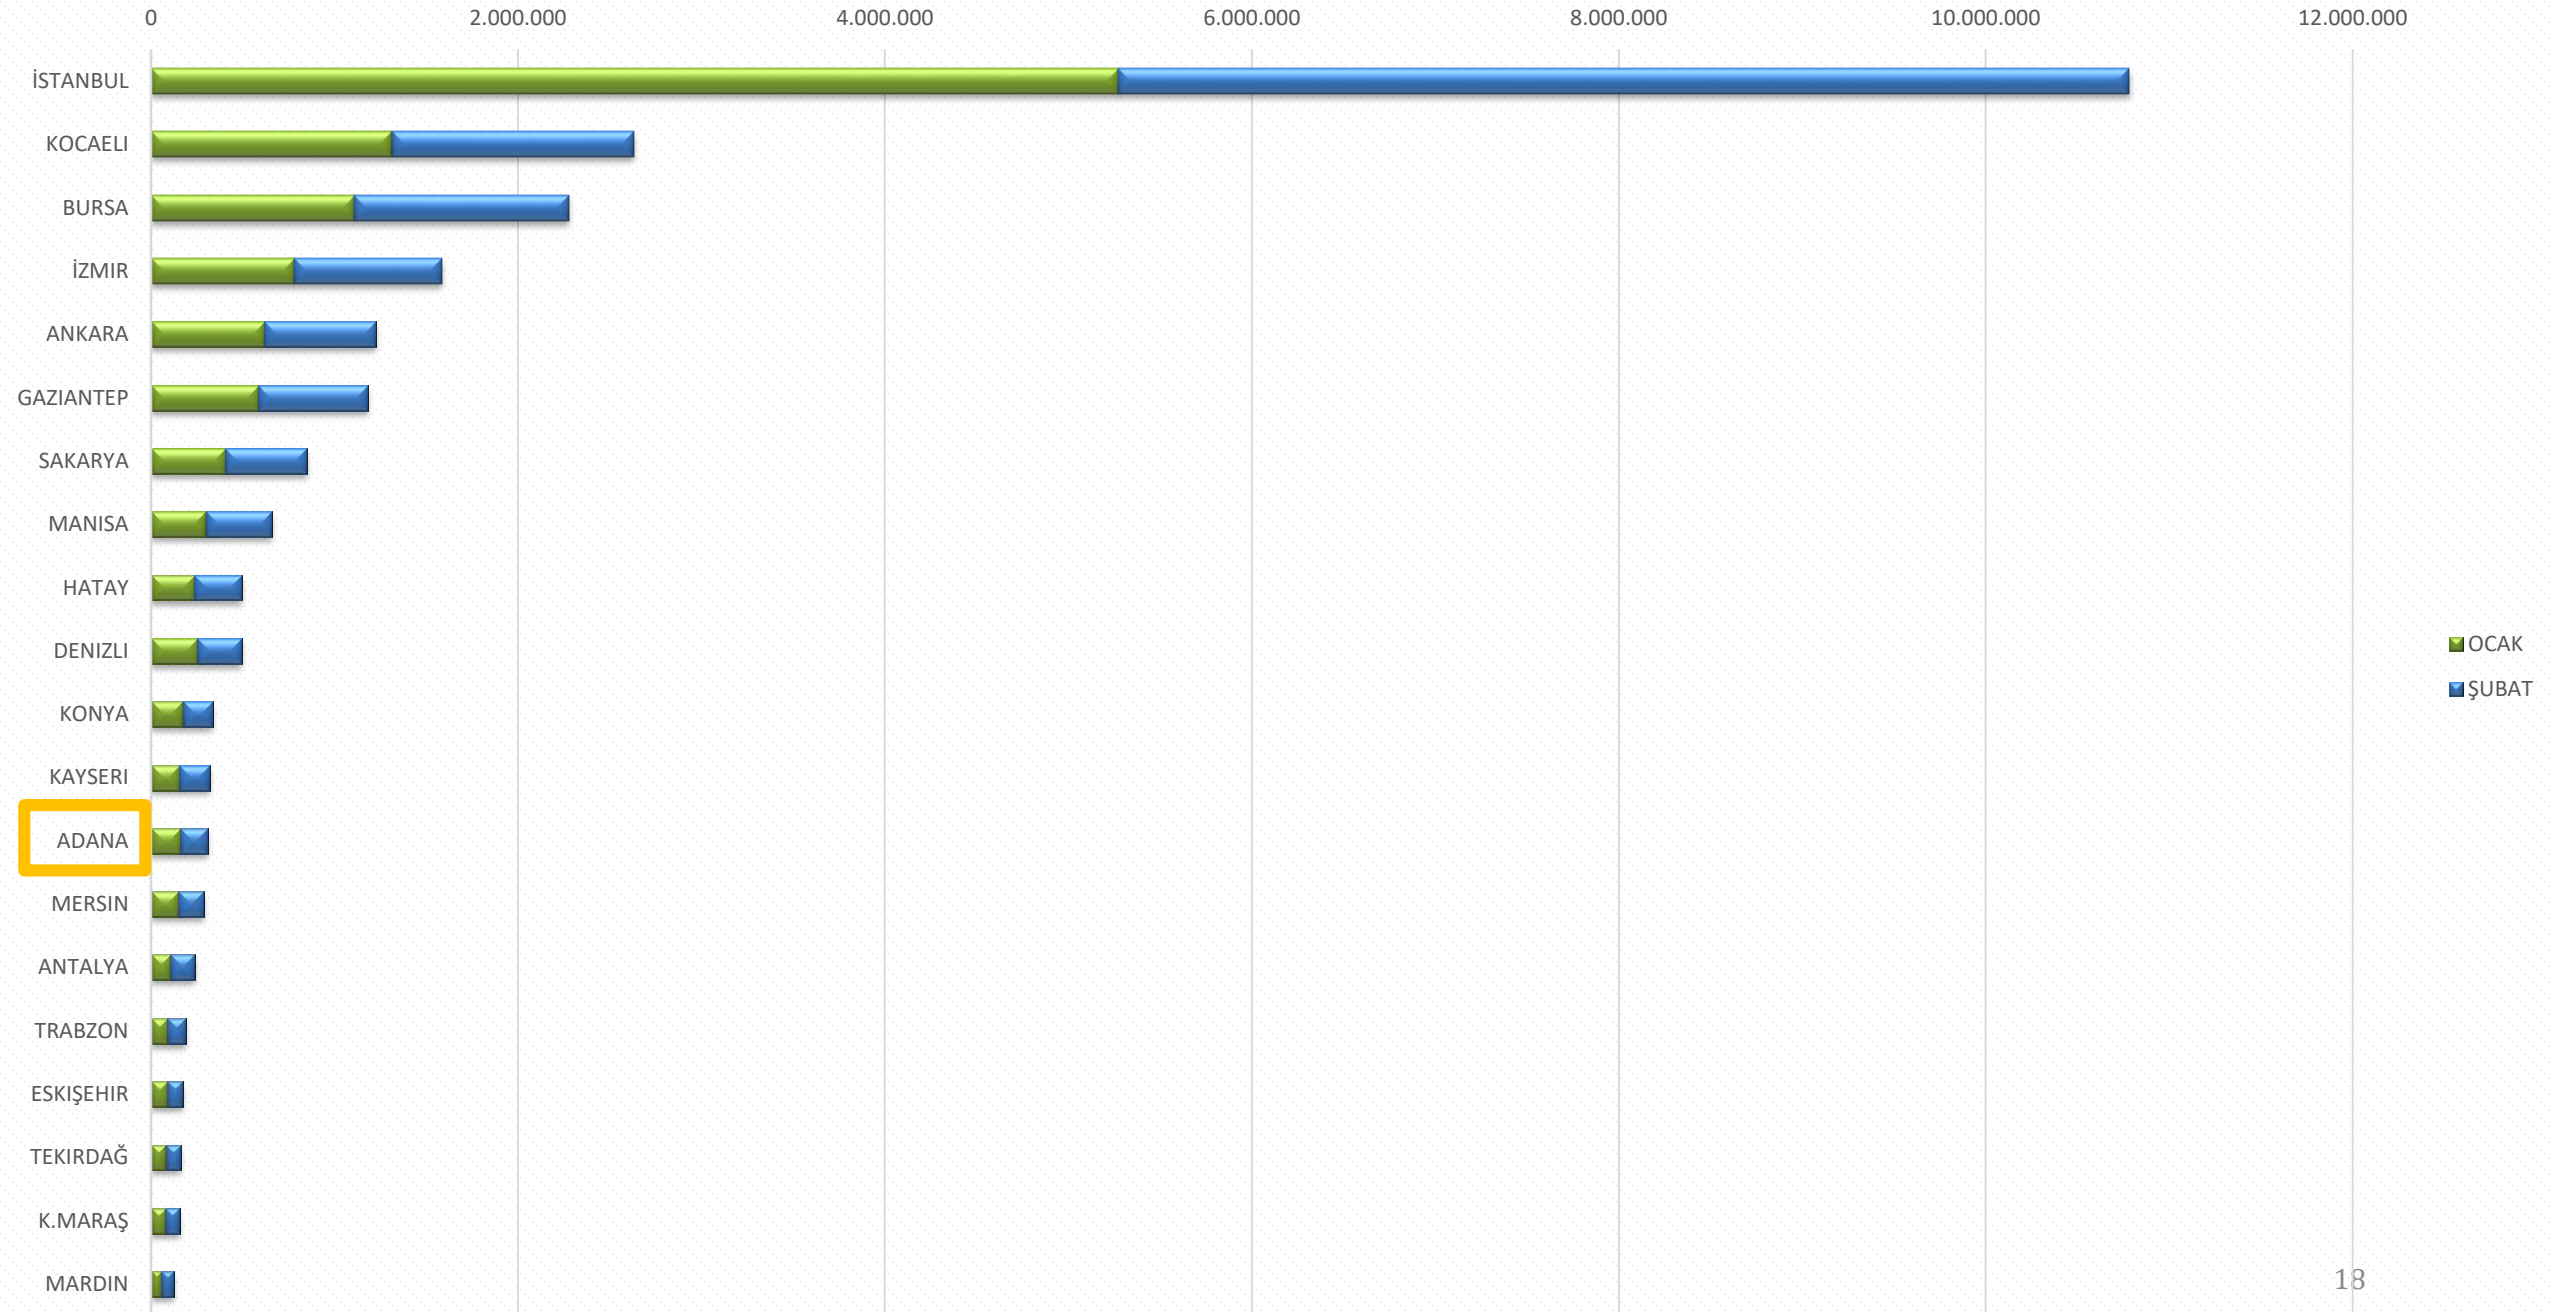 0 2.000.000 4.000.000 6.000.000 8.000.000 10.000.000 12.000.000
İSTANBUL
KOCAELI
BURSA
İZMIR
ANKARA
GAZIANTEP
SAKARYA
MANISA
HATAY
DENIZLI
OCAK
ŞUBAT
KONYA
KAYSERI
ADANA
MERSIN
ANTALYA
TRABZON
ESKIŞEHIR
TEKIRDAĞ
K.MARAŞ
MARDIN
18